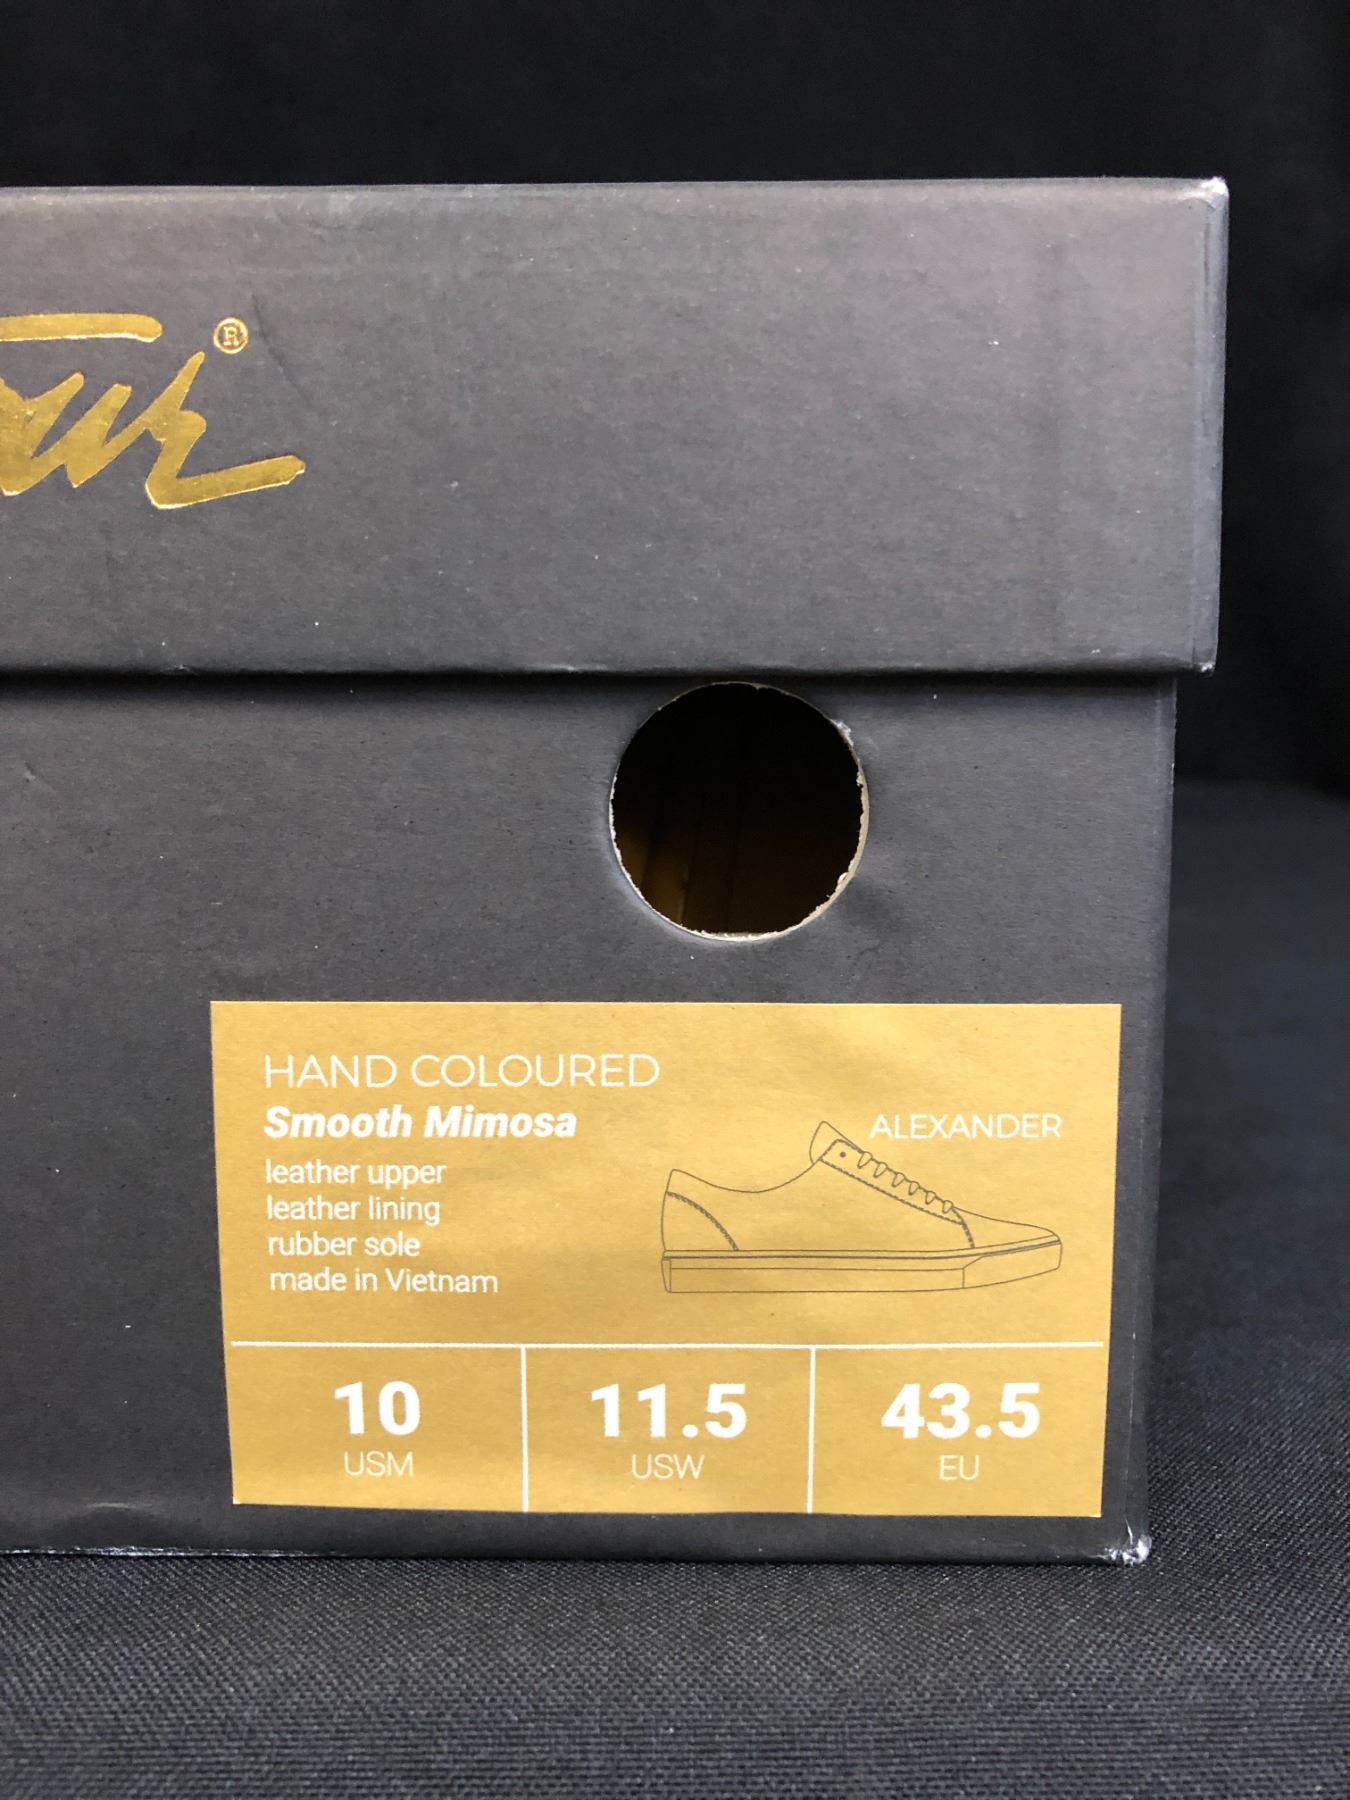 ®
HAND COLOURED
Smooth Mimosa
ALEXANDER
leather upper
leather lining
rubber sole
made in Vietnam
10
USM
11.5
USW
43.5
EU